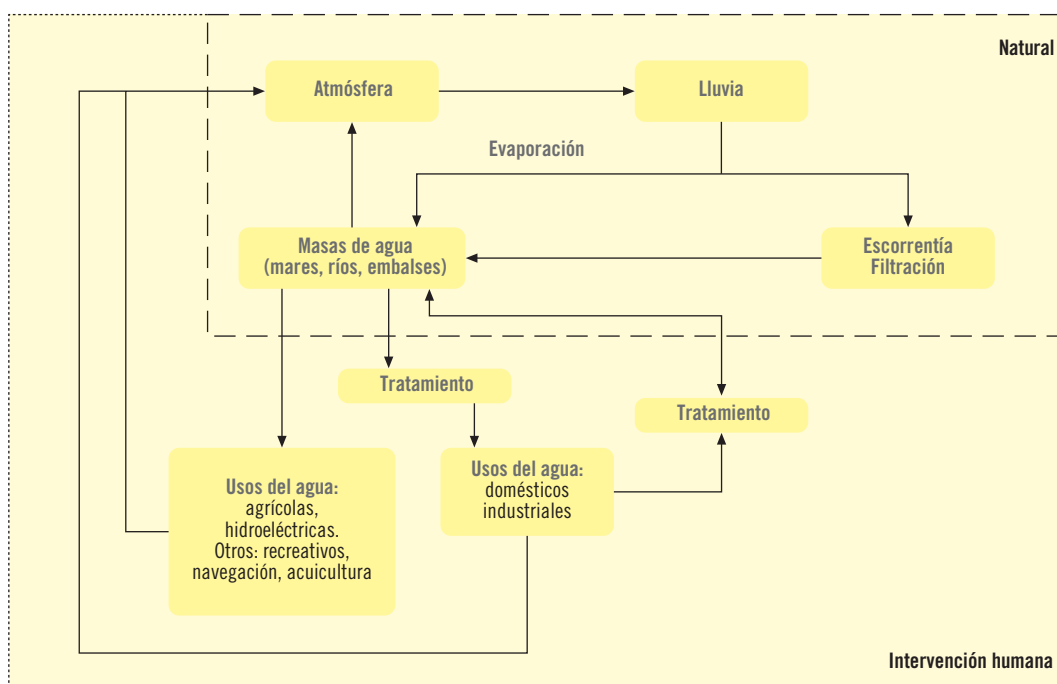 Natural
Atmósfera
Lluvia
Evaporación
Masas de agua
(mares, ríos, embalses)
Escorrentía
Filtración
Tratamiento
Tratamiento
Usos del agua:
agrícolas,
hidroeléctricas.
Otros: recreativos,
navegación, acuicultura
Usos del agua:
domésticos
industriales
Intervención humana